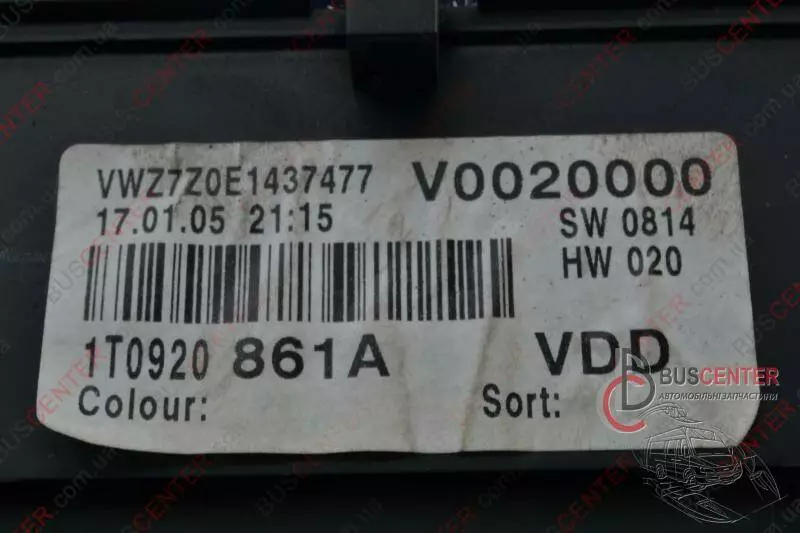 VWZ7Z0E1437477 V0020000
17.01.05 21:15 SW 0814
HW 020
1T0920 861A VDD
Colour: Sort:
BUSCENTER
АВТОМОБІЛЬНІ ЗАПЧАСТИНИ